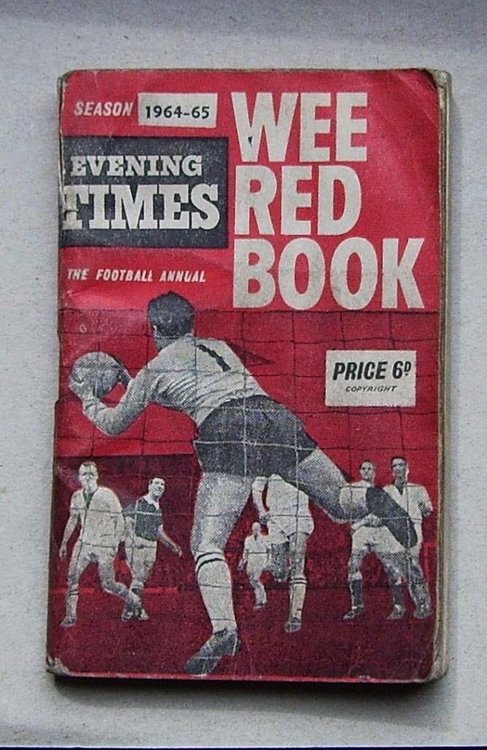 SEASON 1964-65
EVENING
TIMES
THE FOOTBALL ANNUAL
WEE
RED
BOOK
1
PRICE 6D
COPYRIGHT